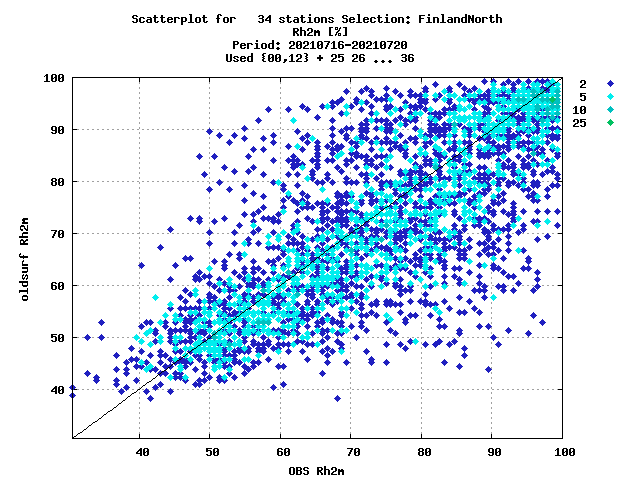 Scatterplot for   34 stations Selection: FinlandNorth
Rh2m [%]
Period: 20210716-20210720
Used {00,12} + 25 26 ... 36
2
5
10
25
100
90
80
70
60
50
40
oldsurf Rh2m
40 50 60 70 80 90 100
OBS Rh2m